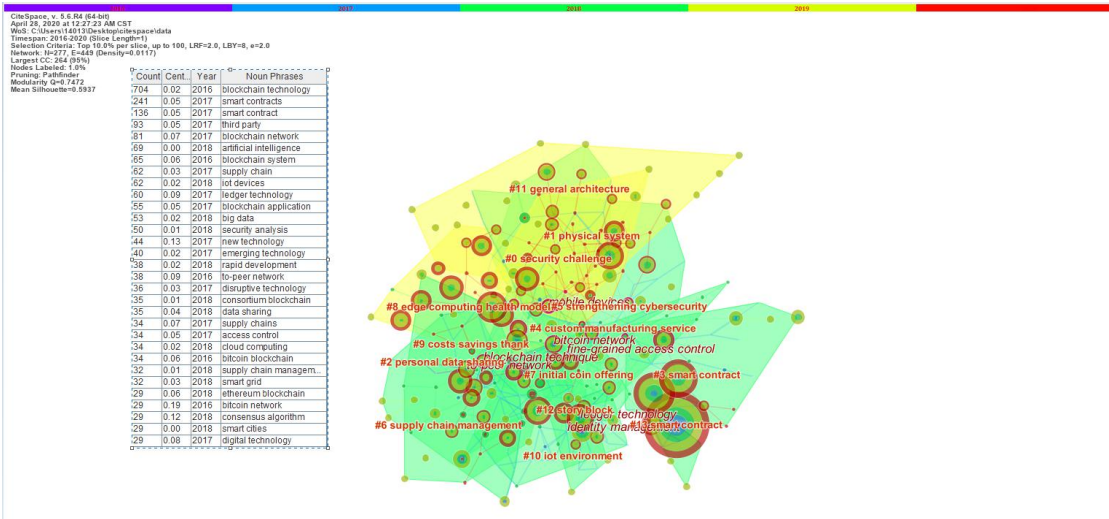 2017
2018
2019
CiteSpace, v. 5.6.R4 (64-bit)
April 28, 2020 at 12:27:23 AM CST
WoS: C:\Users\14013\Desktop\citespace\data
Timespan: 2016-2020 (Slice Length=1)
Selection Criteria: Top 10.0% per slice, up to 100, LRF=2.0, LBY=8, e=2.0
Network: N=277, E=449 (Density=0.0117)
Largest CC: 264 (95%)
Nodes Labeled: 1.0%
Pruning: Pathfinder
Modularity Q=0.7472
Mean Silhouette=0.5937
Count Cent... Year Noun Phrases
704 0.02 2016 blockchain technology
241 0.05 2017 smart contracts
136 0.05 2017 smart contract
93 0.05 2017 third party
81 0.07 2017 blockchain network
69 0.00 2018 artificial intelligence
65 0.06 2016 blockchain system
62 0.03 2017 supply chain
62 0.02 2018 iot devices
60 0.09 2017 ledger technology
55 0.05 2017 blockchain application
53 0.02 2018 big data
50 0.01 2018 security analysis
44 0.13 2017 new technology
40 0.02 2017 emerging technology
38 0.02 2018 rapid development
38 0.09 2016 to-peer network
36 0.03 2017 disruptive technology
35 0.01 2018 consortium blockchain
35 0.04 2018 data sharing
34 0.07 2017 supply chains
34 0.05 2017 access control
34 0.02 2018 cloud computing
34 0.06 2016 bitcoin blockchain
32 0.01 2018 supply chain managem...
32 0.03 2018 smart grid
29 0.06 2018 ethereum blockchain
29 0.19 2016 bitcoin network
29 0.12 2018 consensus algorithm
29 0.00 2018 smart cities
29 0.08 2017 digital technology
#11 general architecture
#1 physical system
#0 security challenge
mobile devices
#8 edge computing health model
#5 strengthening cybersecurity
#4 custom manufacturing service
bitcoin network
#9 costs savings thank
fine-grained access control
blockchain technique
#2 personal data sharing
to-peer network
#7 initial coin offering
#3 smart contract
#12 story block
ledger technology
#6 supply chain management
identity management
#13 smart contract
#10 iot environment